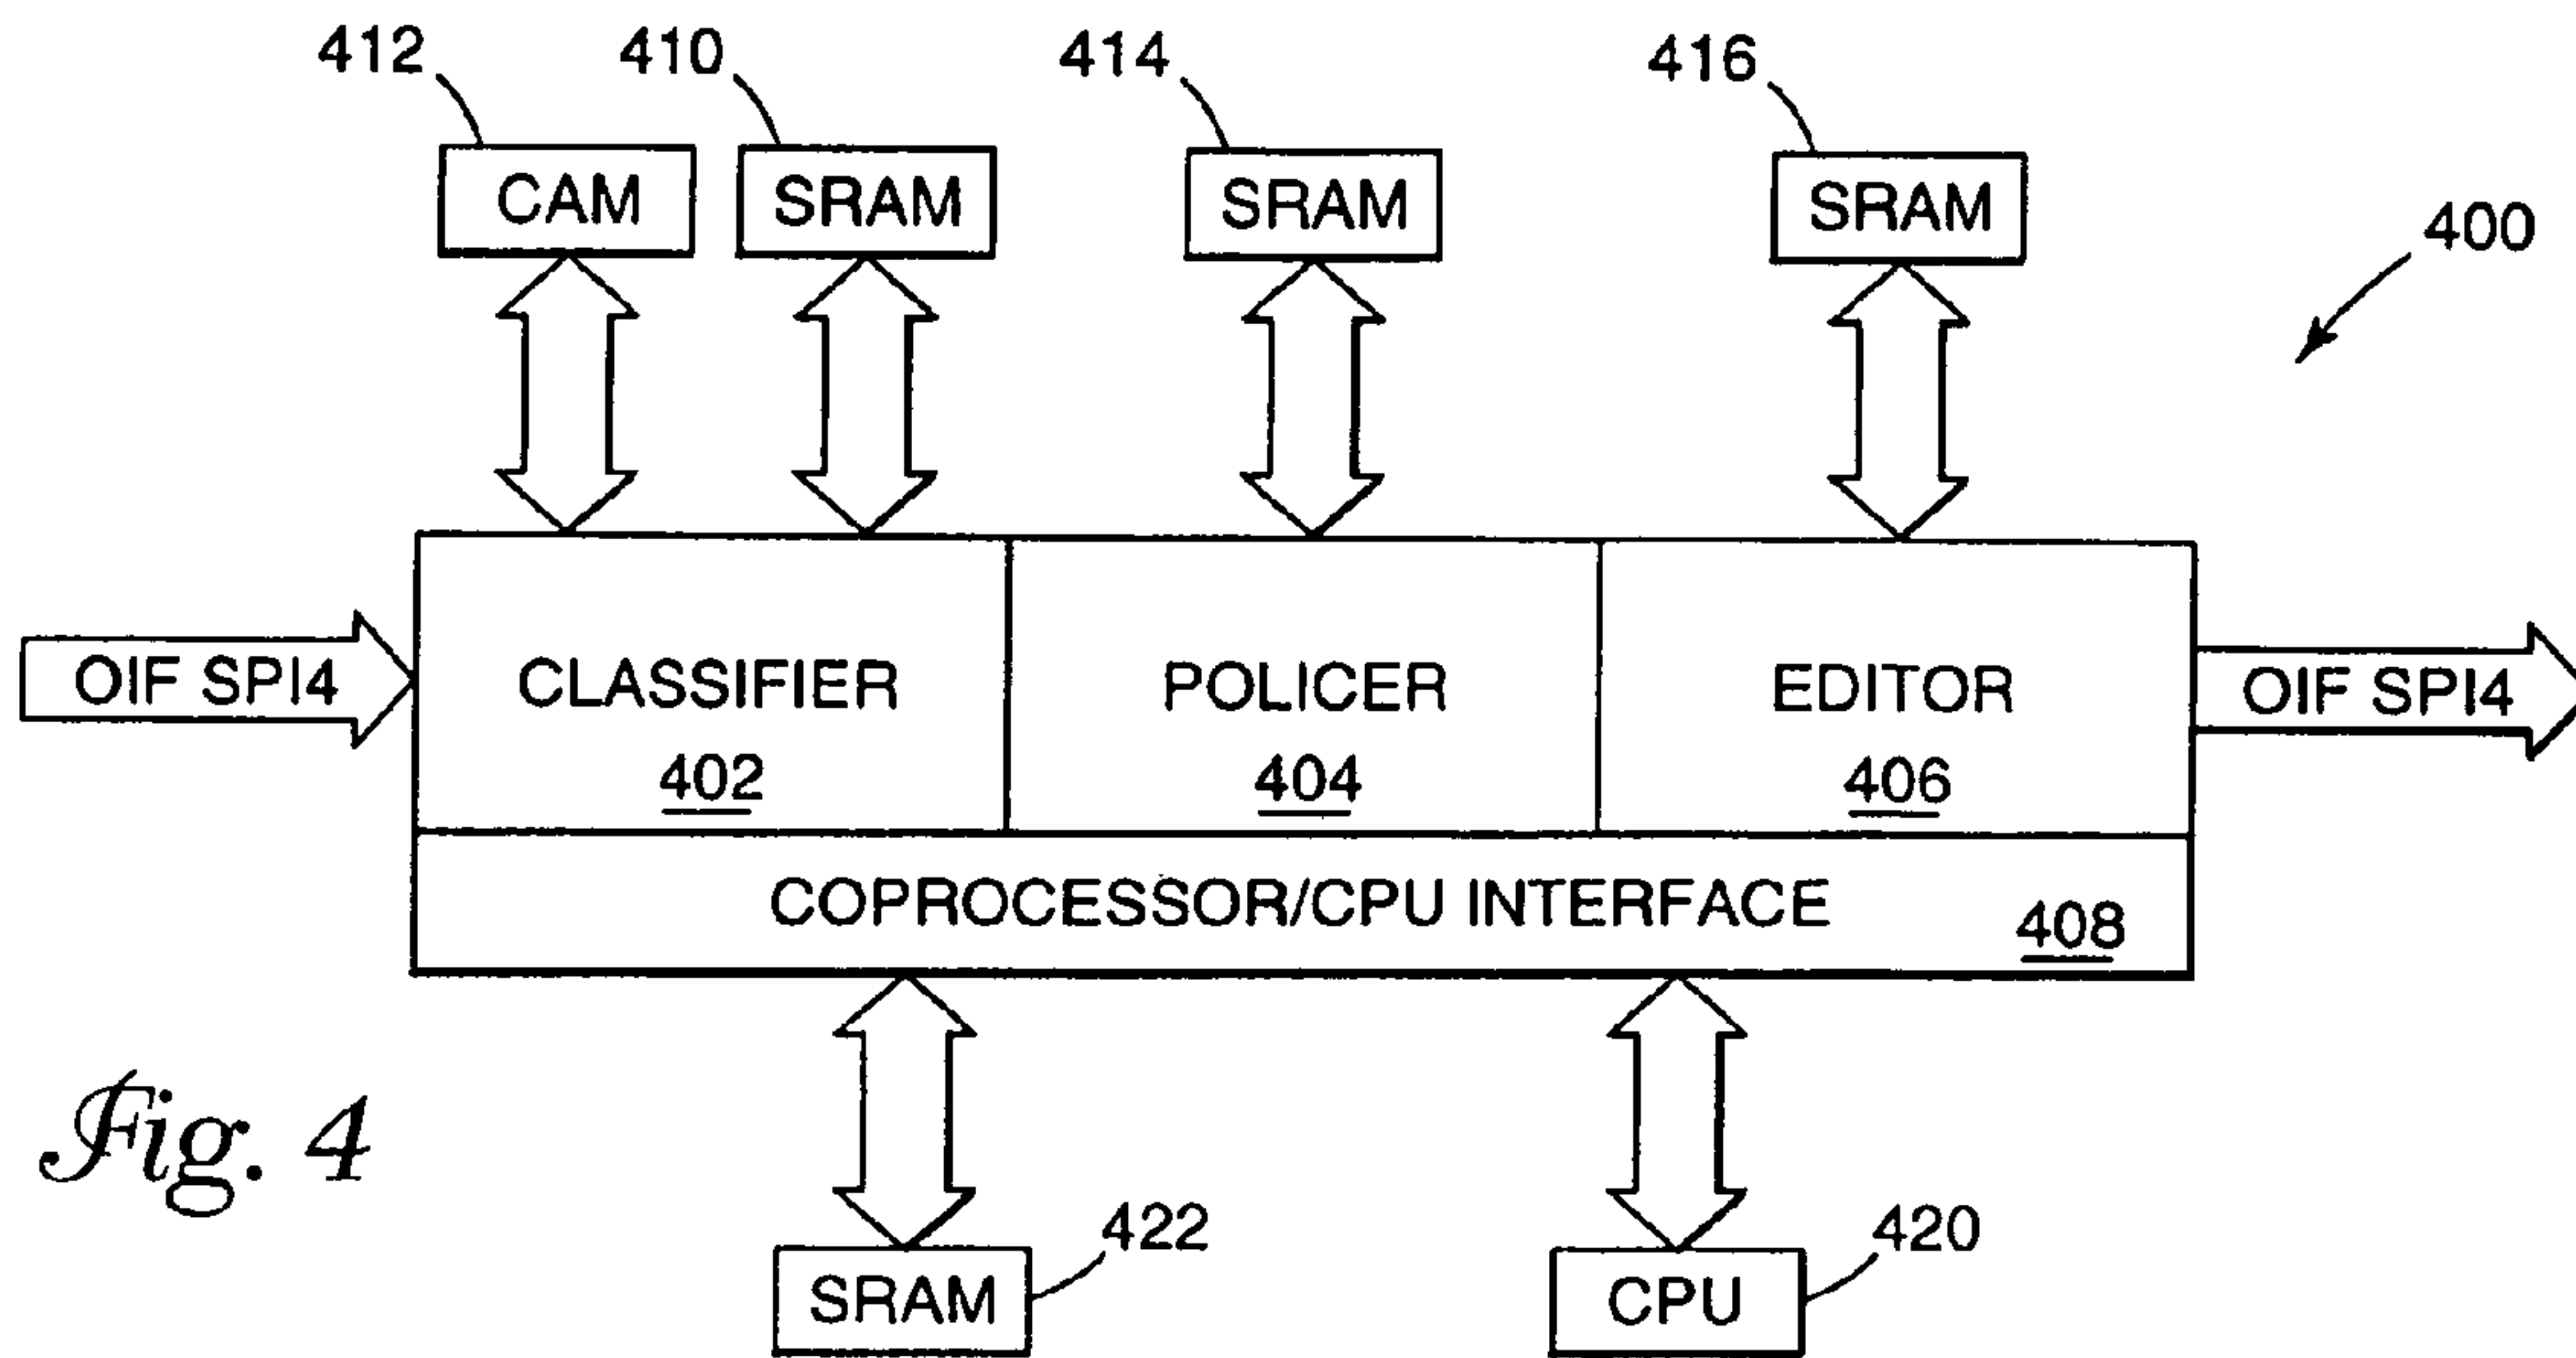 412
410
414
416
CAM
SRAM
SRAM
SRAM
400
OIF SPI4
CLASSIFIER
402
POLICER
404
EDITOR
406
OIF SPI4
COPROCESSOR/CPU INTERFACE
408
Fig. 4
SRAM
422
CPU
420